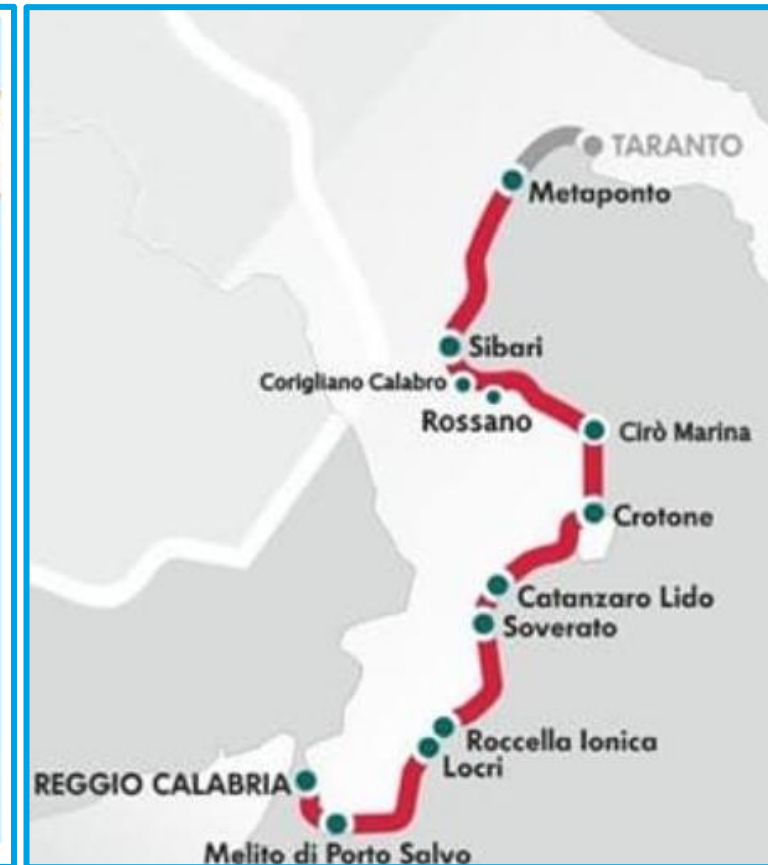 TARANTO
Metaponto
Sibari
Corigliano Calabro
Rossano
Cirò Marina
Crotone
Catanzaro Lido
Soverato
Roccella Ionica
Locri
REGGIO CALABRIA
Melito di Porto Salvo